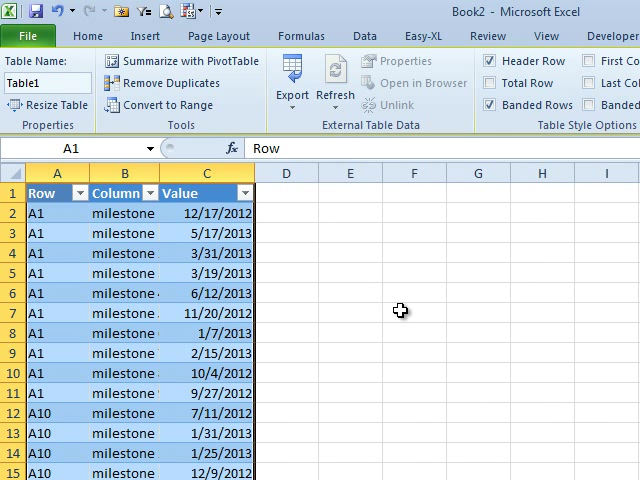 Book2 - Microsoft Excel
File Home Insert Page Layout Formulas Data Easy-XL Review View Developer
Table Name:
Table1
Resize Table
Properties
Summarize with PivotTable
Remove Duplicates
Convert to Range
Tools
Export Refresh
Properties
Open in Browser
Unlink
External Table Data
Header Row First Co
Total Row Last Co
Banded Rows Banded
Table Style Options
A1 fx Row
A B C D E F G H I
1 Row Column Value
2 A1 milestone 12/17/2012
3 A1 milestone 5/17/2013
4 A1 milestone 3/31/2013
5 A1 milestone 3/19/2013
6 A1 milestone 6/12/2013
7 A1 milestone 11/20/2012
8 A1 milestone 1/7/2013
9 A1 milestone 2/15/2013
10 A1 milestone 10/4/2012
11 A1 milestone 9/27/2012
12 A10 milestone 7/11/2012
13 A10 milestone 1/31/2013
14 A10 milestone 1/25/2013
15 A10 milestone 12/9/2012